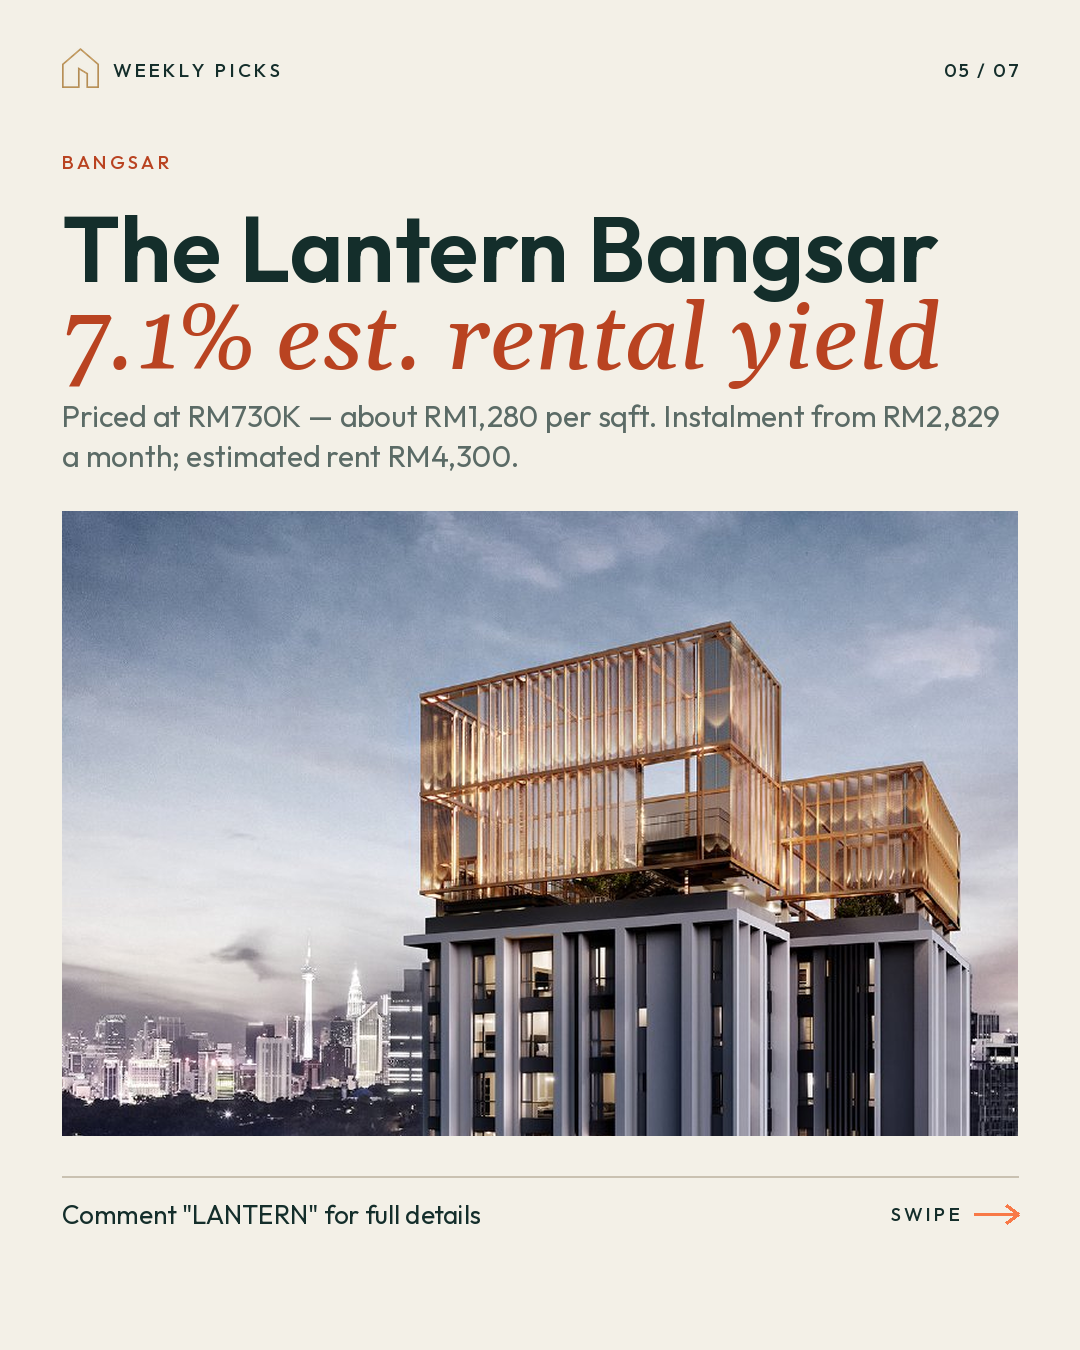 WEEKLY PICKS
05 / 07
BANGSAR
The Lantern Bangsar
7.1% est. rental yield
Priced at RM730K — about RM1,280 per sqft. Instalment from RM2,829
a month; estimated rent RM4,300.
Comment "LANTERN" for full details
SWIPE